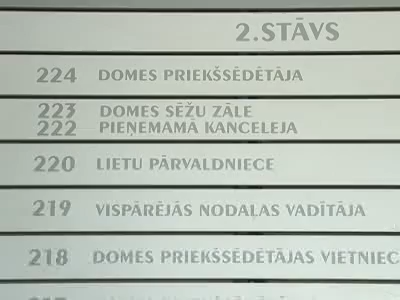 2.STĀVS
224 DOMES PRIEKŠSĒDĒTĀJA
223 DOMES SĒŽU ZĀLE
222 PIEŅEMAMĀ KANCELEJA
220 LIETU PĀRVALDNIECE
219 VISPĀRĒJĀS NODAĻAS VADĪTĀJA
218 DOMES PRIEKŠSĒDĒTĀJAS VIETNIEC